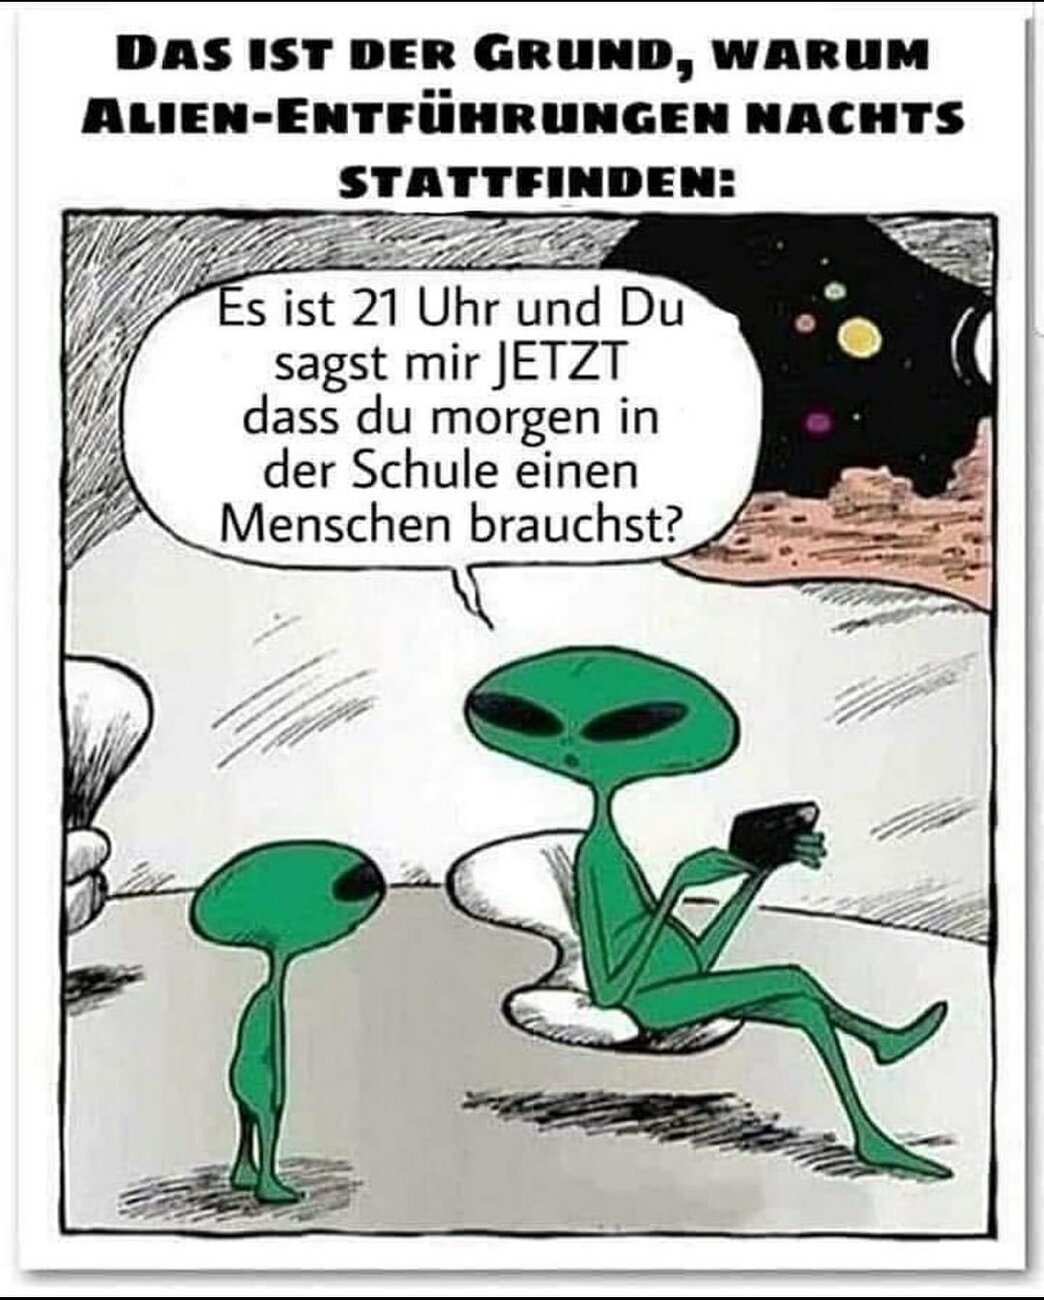 Das ist der Grund, warum
Alien-Entführungen nachts
stattfinden:
Es ist 21 Uhr und Du
sagst mir JETZT
dass du morgen in
der Schule einen
Menschen brauchst?